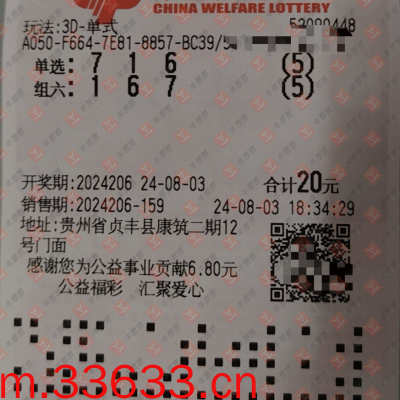 CHINA WELFARE LOTTERY
玩法:3D-单式
A050-F664-7E81-8857-BC39/
单选: 7 1 6 (5)
组六: 1 6 7 (5)
开奖期:2024206 24-08-03 合计20元
销售期:2024206-159 24-08-03 18:34:29
地址:贵州省贞丰县康筑二期12
号门面
感谢您为公益事业贡献6.80元
公益福彩 汇聚爱心
m.33633.cn